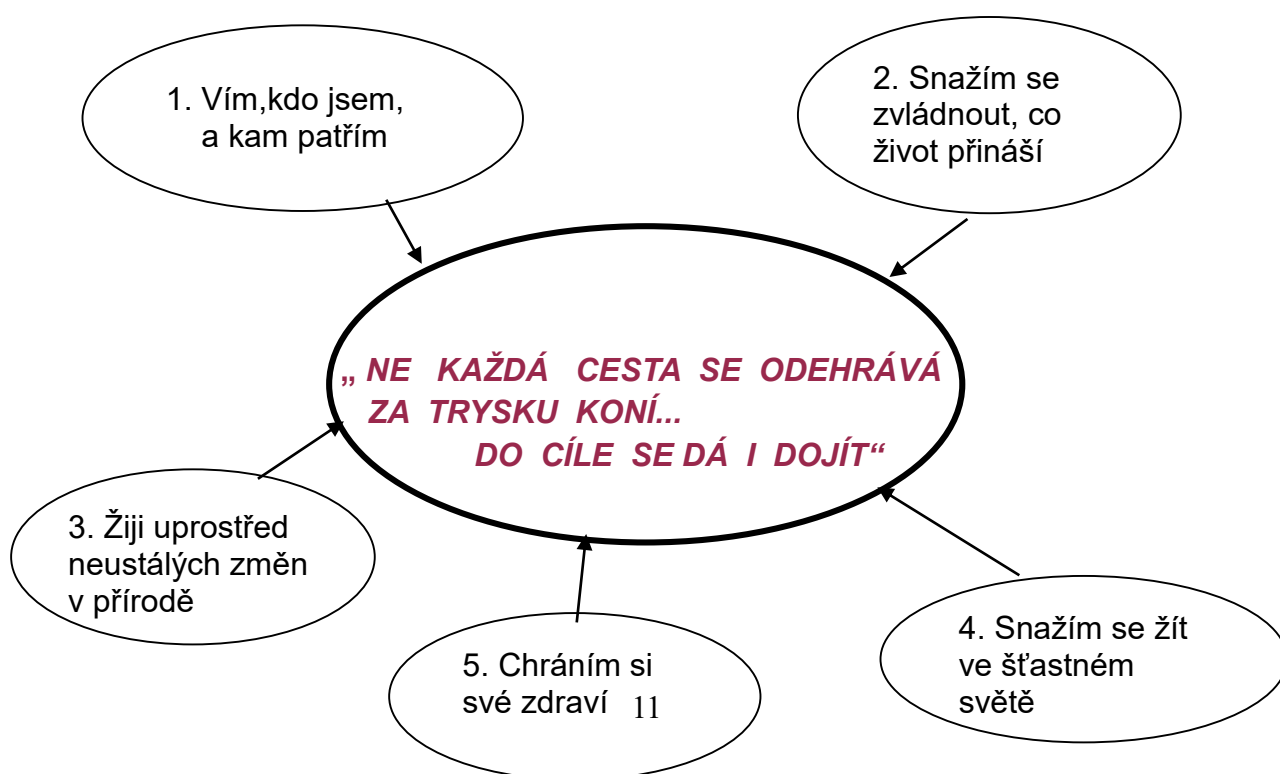 1. Vím,kdo jsem,
a kam patřím
2. Snažím se
zvládnout, co
život přináší
„ NE KAŽDÁ CESTA SE ODEHRÁVÁ
ZA TRYSKU KONÍ...
DO CÍLE SE DÁ I DOJÍT“
3. Žiji uprostřed
neustálých změn
v přírodě
4. Snažím se žít
ve šťastném
světě
5. Chráním si
své zdraví 11